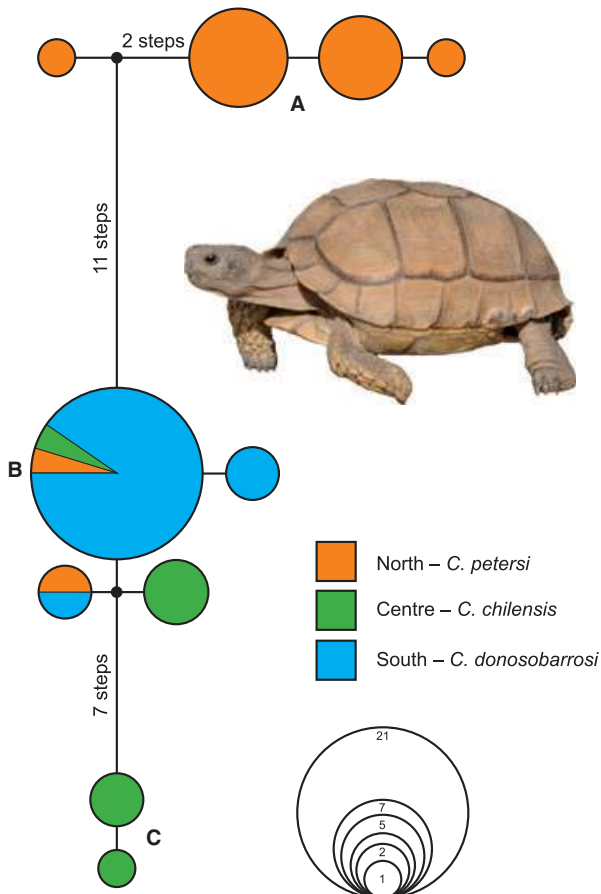 2 steps
A
11 steps
B
North – C. petersi
Centre – C. chilensis
South – C. donosobarrosi
7 steps
C
21
7
5
2
1